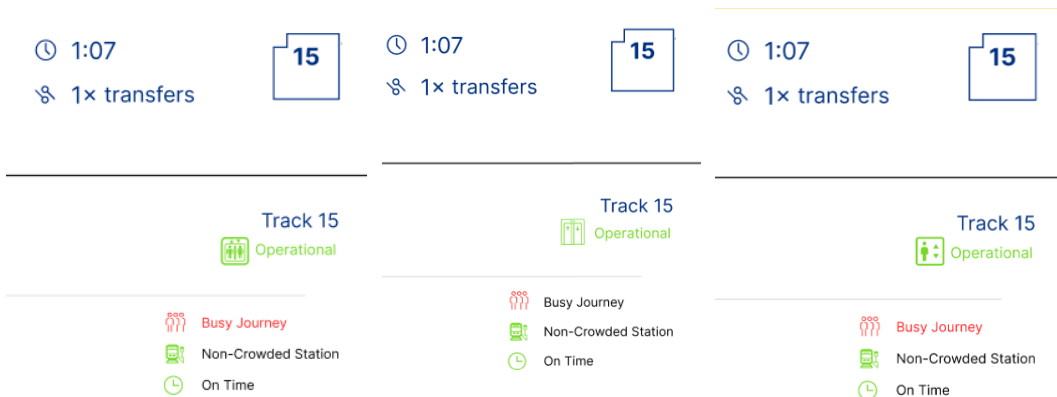 1:07
15
1× transfers
Track 15
Operational
Busy Journey
Non-Crowded Station
On Time
1:07
15
1× transfers
Track 15
Operational
Busy Journey
Non-Crowded Station
On Time
1:07
15
1× transfers
Track 15
Operational
Busy Journey
Non-Crowded Station
On Time